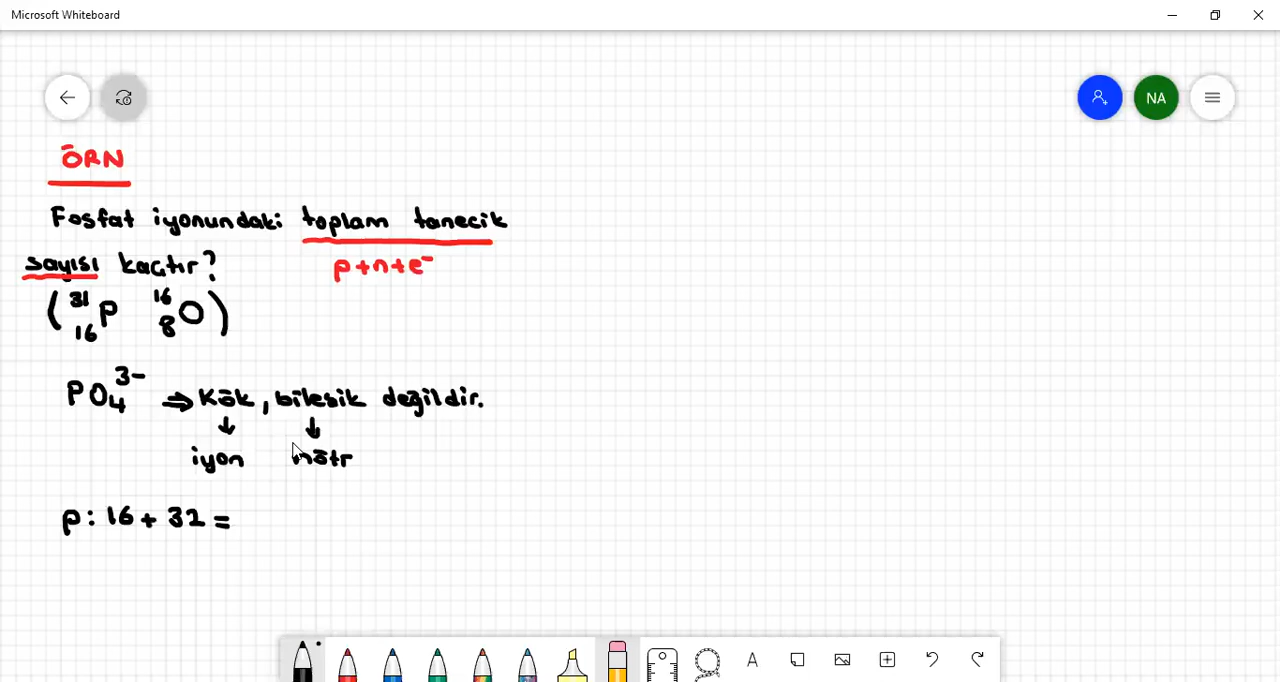 Microsoft Whiteboard
NA
ÖRN
Fosfat iyonundaki toplam tanecik
sayısı kaçtır?
p+n+e⁻
(³¹₁₆P ¹⁶₈O)
PO₄³⁻ ⇒ Kök, bileşik değildir.
↓ ↓
iyon nötr
p: 16 + 32 =
A